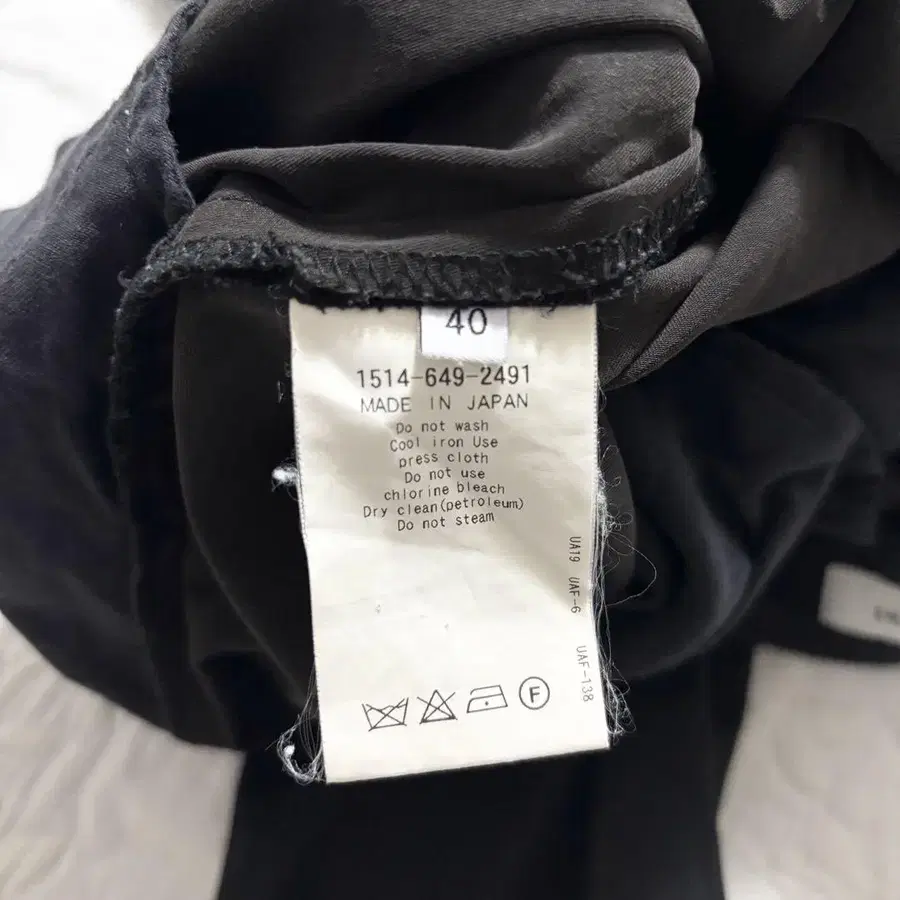 40
1514-649-2491
MADE IN JAPAN
Do not wash
Cool iron Use
press cloth
Do not use
chlorine bleach
Dry clean(petroleum)
Do not steam
UA19 UAF-6 UAF-138
F